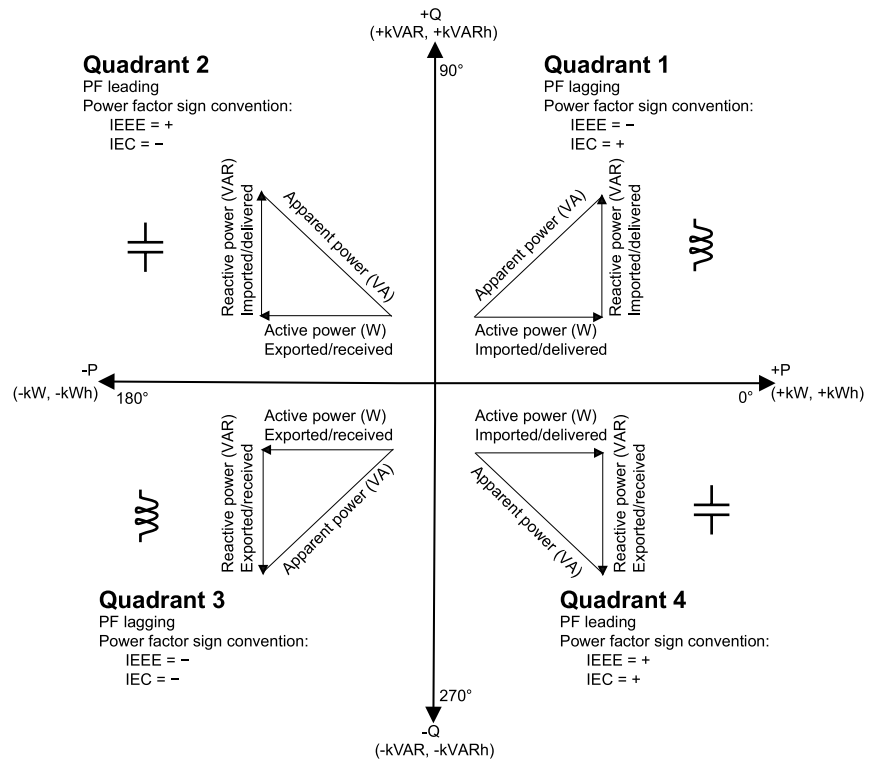 +Q
(+kVAR, +kVARh)
90°
Quadrant 2
PF leading
Power factor sign convention:
IEEE = +
IEC = −
Reactive power (VAR)
Imported/delivered
Apparent power (VA)
Active power (W)
Exported/received
Quadrant 1
PF lagging
Power factor sign convention:
IEEE = −
IEC = +
Apparent power (VA)
Reactive power (VAR)
Imported/delivered
Active power (W)
Imported/delivered
-P
(-kW, -kWh)
180°
0°
+P
(+kW, +kWh)
Active power (W)
Exported/received
Reactive power (VAR)
Exported/received
Apparent power (VA)
Quadrant 3
PF lagging
Power factor sign convention:
IEEE = −
IEC = −
Active power (W)
Imported/delivered
Apparent power (VA)
Reactive power (VAR)
Exported/received
Quadrant 4
PF leading
Power factor sign convention:
IEEE = +
IEC = +
270°
-Q
(-kVAR, -kVARh)